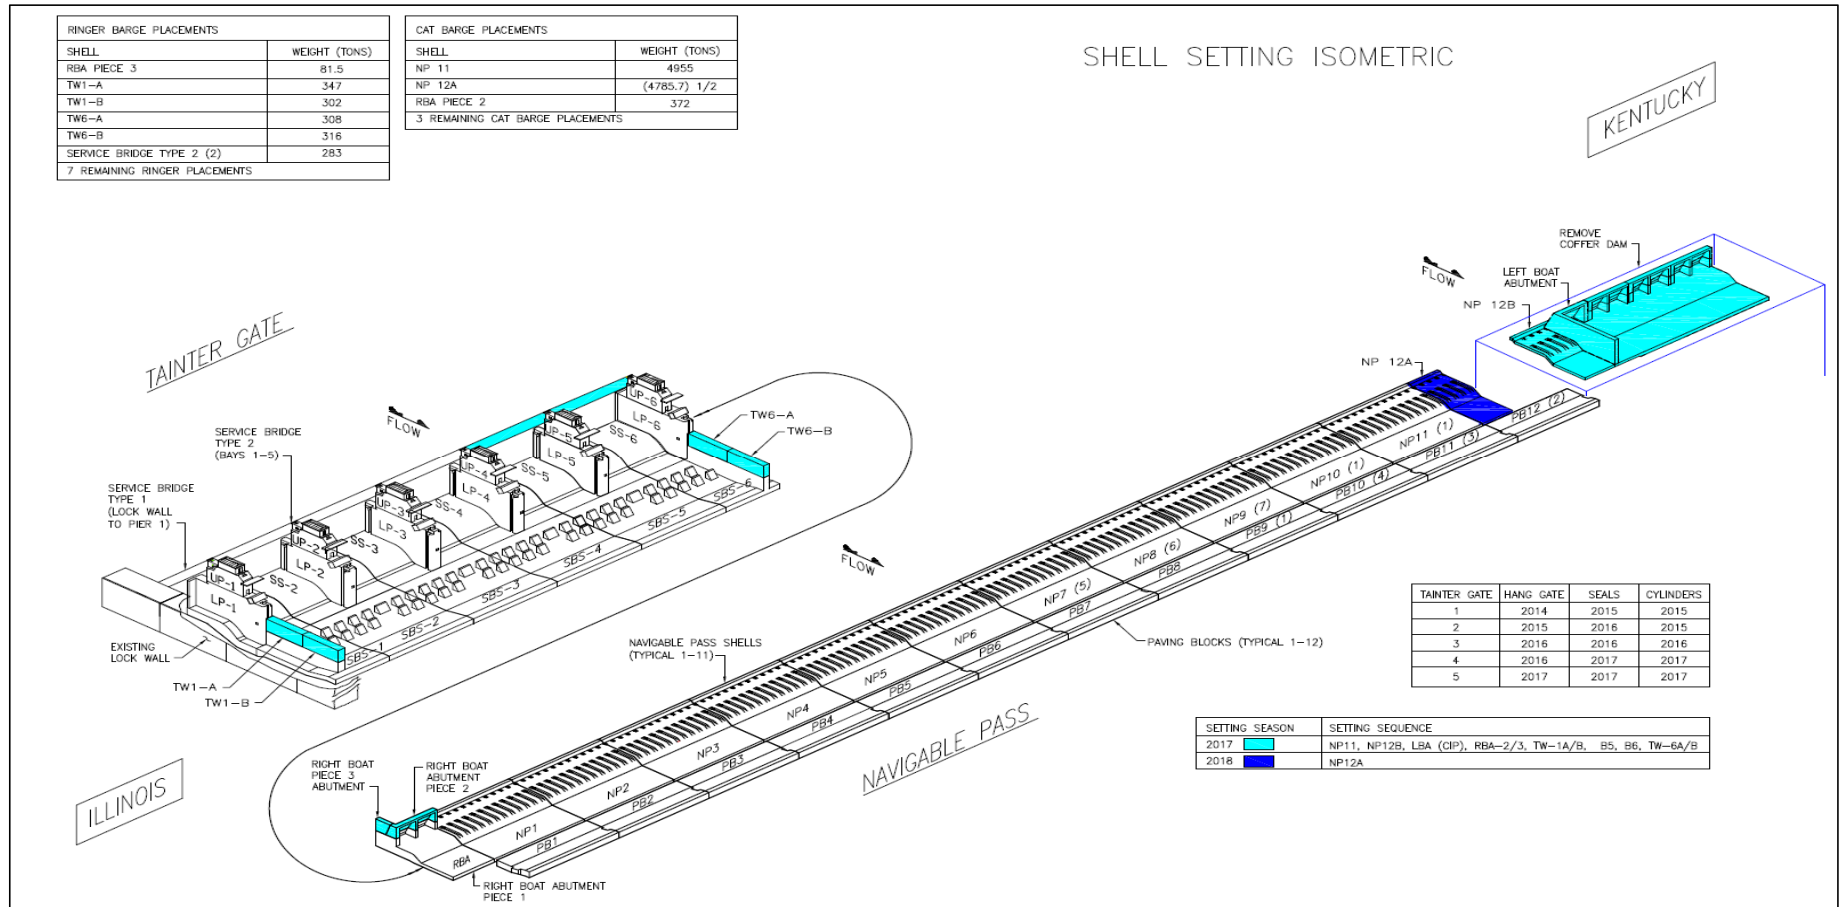 RINGER BARGE PLACEMENTS
SHELL WEIGHT (TONS)
RBA PIECE 3 81.5
TW1-A 347
TW1-B 302
TW6-A 308
TW6-B 316
SERVICE BRIDGE TYPE 2 (2) 283
7 REMAINING RINGER PLACEMENTS
CAT BARGE PLACEMENTS
SHELL WEIGHT (TONS)
NP 11 4955
NP 12A (4785.7) 1/2
RBA PIECE 2 372
3 REMAINING CAT BARGE PLACEMENTS
SHELL SETTING ISOMETRIC
KENTUCKY
REMOVE
COFFER DAM
FLOW
LEFT BOAT
ABUTMENT
NP 12B
NP 12A
TAINTER GATE
FLOW
SERVICE BRIDGE
TYPE 2
(BAYS 1-5)
SERVICE BRIDGE
TYPE 1
(LOCK WALL
TO PIER 1)
UP-1
LP-1
UP-2
LP-2
UP-3
LP-3
UP-4
LP-4
UP-5
LP-5
UP-6
LP-6
SS-2
SS-3
SS-4
SS-5
SS-6
SBS-1
SBS-2
SBS-3
SBS-4
SBS-5
SBS-6
TW6-A
TW6-B
EXISTING
LOCK WALL
TW1-A
TW1-B
FLOW
NAVIGABLE PASS SHELLS
(TYPICAL 1-11)
PAVING BLOCKS (TYPICAL 1-12)
NAVIGABLE PASS
ILLINOIS
RIGHT BOAT
PIECE 3
ABUTMENT
RIGHT BOAT
ABUTMENT
PIECE 2
RIGHT BOAT ABUTMENT
PIECE 1
RBA
NP1
NP2
NP3
NP4
NP5
NP6
NP7 (5)
NP8 (6)
NP9 (7)
NP10 (1)
NP11 (1)
PB1
PB2
PB3
PB4
PB5
PB6
PB7
PB8
PB9 (1)
PB10 (4)
PB11 (3)
PB12 (2)
TAINTER GATE HANG GATE SEALS CYLINDERS
1 2014 2015 2015
2 2015 2016 2015
3 2016 2016 2016
4 2016 2017 2017
5 2017 2017 2017
SETTING SEASON SETTING SEQUENCE
2017 NP11, NP12B, LBA (CIP), RBA-2/3, TW-1A/B, B5, B6, TW-6A/B
2018 NP12A